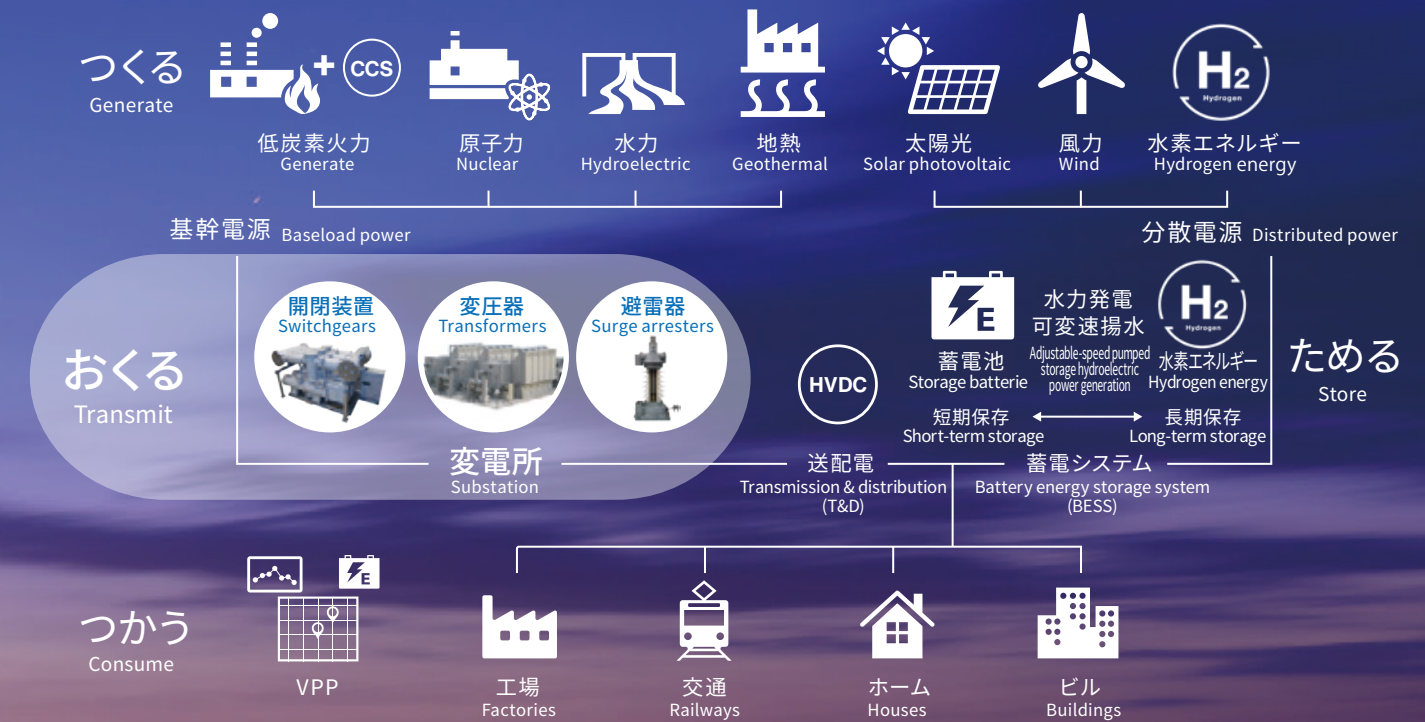 つくる
Generate
CCS
低炭素火力
Generate
原子力
Nuclear
水力
Hydroelectric
地熱
Geothermal
太陽光
Solar photovoltaic
風力
Wind
H2
Hydrogen
水素エネルギー
Hydrogen energy
基幹電源 Baseload power
分散電源 Distributed power
おくる
Transmit
開閉装置
Switchgears
変圧器
Transformers
避雷器
Surge arresters
変電所
Substation
HVDC
送配電
Transmission & distribution
(T&D)
E
蓄電池
Storage batterie
水力発電
可変速揚水
Adjustable-speed pumped
storage hydroelectric
power generation
H2
Hydrogen
水素エネルギー
Hydrogen energy
短期保存
Short-term storage
長期保存
Long-term storage
蓄電システム
Battery energy storage system
(BESS)
ためる
Store
つかう
Consume
E
VPP
工場
Factories
交通
Railways
ホーム
Houses
ビル
Buildings